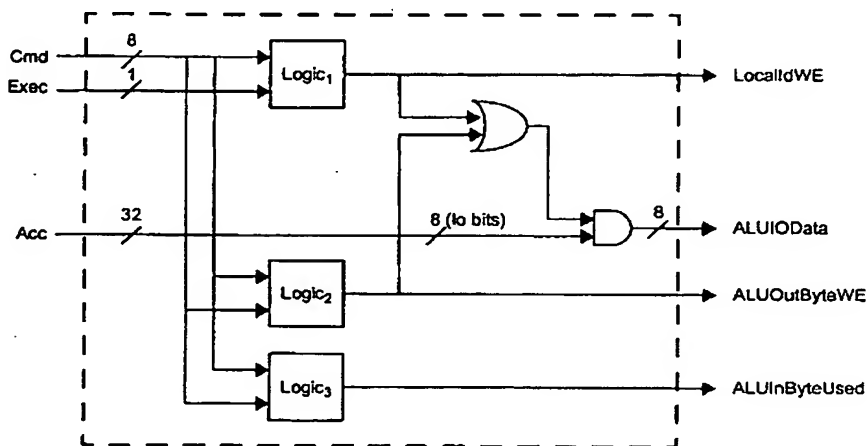 Cmd
8
Exec
1
Logic1
LocalIdWE
Acc
32
8 (lo bits)
8
ALUIOData
Logic2
ALUOutByteWE
Logic3
ALUInByteUsed